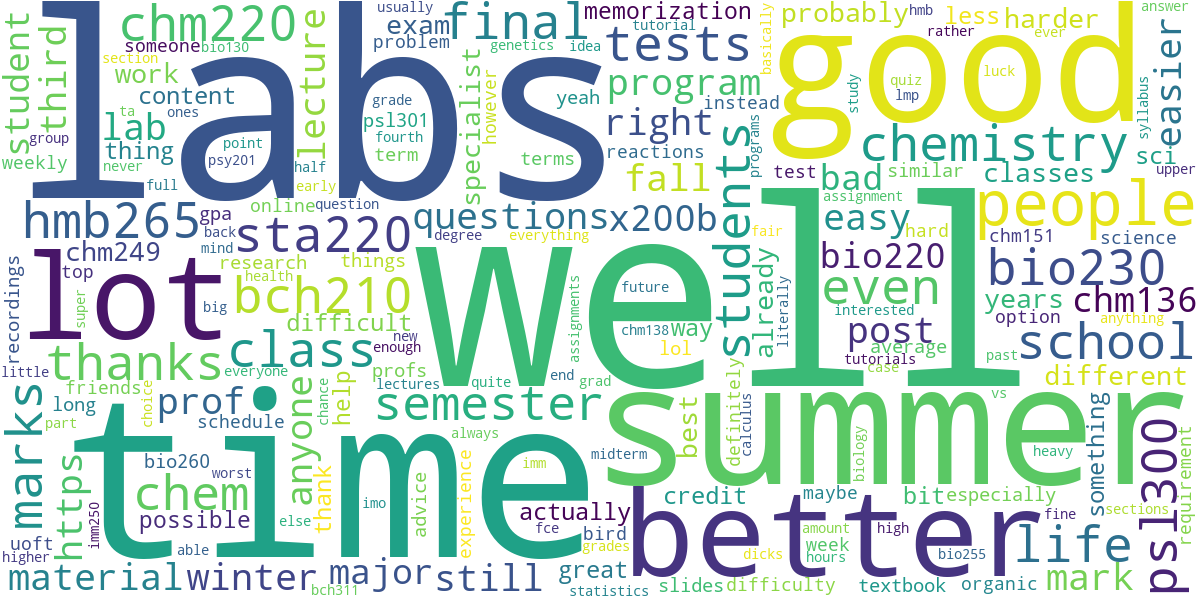 labs
good
well
time
summer
better
lot
usually
chm220
final
exam
memorization
tutorial
probably
hmb
less
harder
answer
student
third
someone
bio130
section
work
lecture
problem
genetics
idea
tests
program
basically
rather
ever
quiz
luck
lmp
study
easier
content
grade
specialist
however
yeah
instead
syllabus
ta
ones
lab
thing
point
psl301
fourth
term
right
reactions
chemistry
sci
group
weekly
never
psy201
half
full
early
terms
students
programs
test
bad
similar
classes
upper
hmb265
gpa
online
question
questions
x200b
fall
assignment
easy
hard
people
chm151
science
back
sta220
degree
everything
fair
already
literally
bio220
bio230
chm249
top
mind
research
things
health
future
even
interested
years
chm136
recordings
super
bch210
big
difficult
chm138
way
assignments
lol
post
option
anything
school
tutorials
average
case
past
thanks
class
new
enough
everyone
profs
little
friends
lectures
quite
end
grad
different
vs
marks
long
part
choice
prof
schedule
anyone
chance
help
semester
best
definitely
calculus
something
requirement
psl300
always
bio260
worst
imm
midterm
biology
heavy
https
chem
thank
imo
advice
experience
credit
maybe
bit
especially
sections
possible
else
actually
fce
bird
grades
dicks
amount
week
hours
high
bio255
fine
life
uoft
higher
imm250
able
material
winter
bch311
major
still
great
statistics
slides
difficulty
textbook
organic
mark